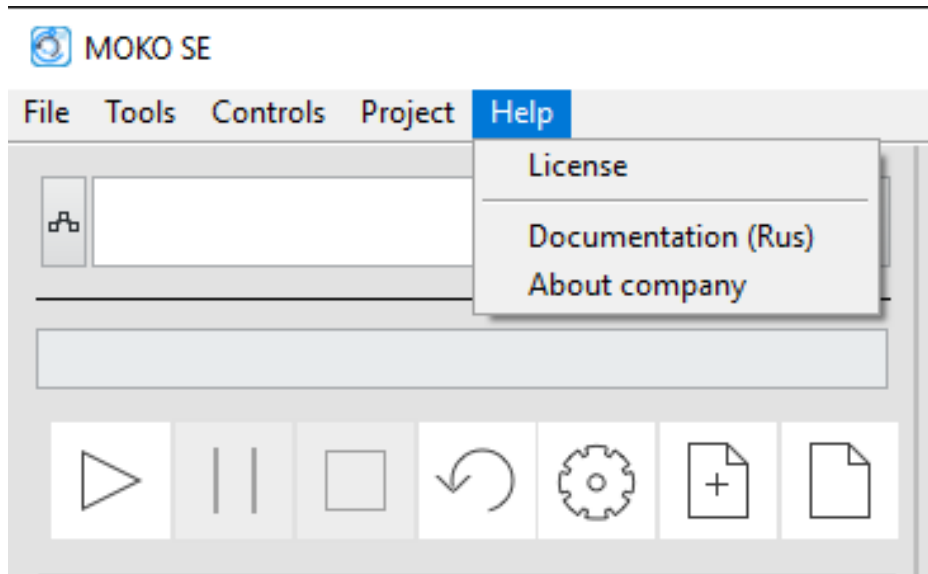 MOKO SE
File Tools Controls Project Help
License
Documentation (Rus)
About company